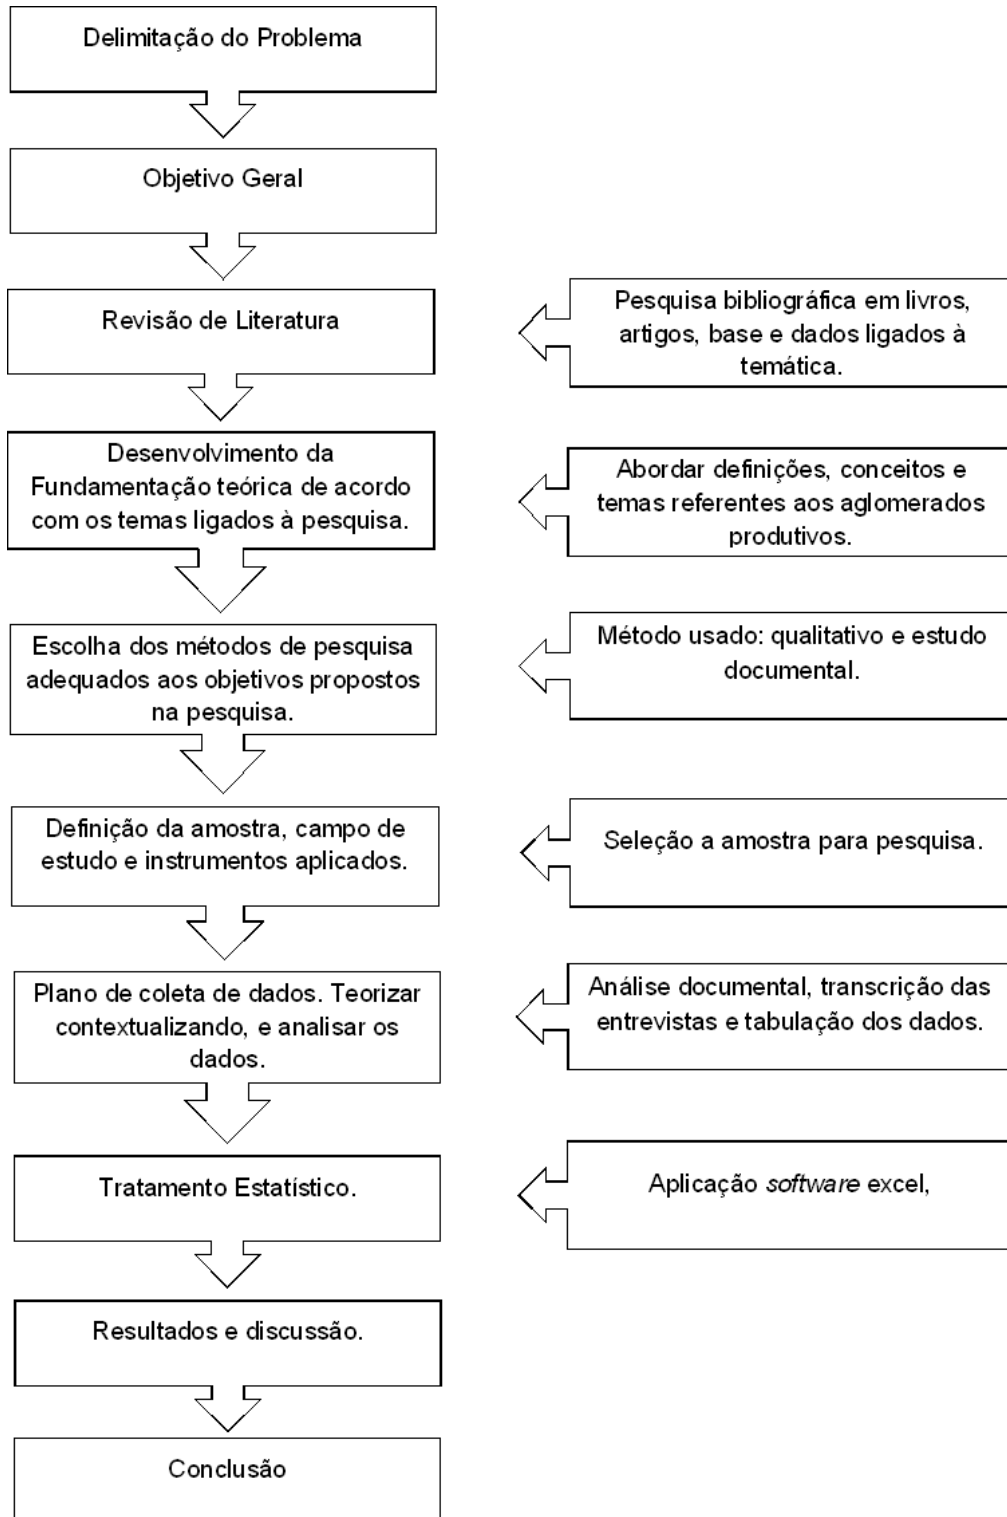 Delimitação do Problema
Objetivo Geral
Revisão de Literatura
Pesquisa bibliográfica em livros,
artigos, base e dados ligados à
temática.
Desenvolvimento da
Fundamentação teórica de acordo
com os temas ligados à pesquisa.
Abordar definições, conceitos e
temas referentes aos aglomerados
produtivos.
Escolha dos métodos de pesquisa
adequados aos objetivos propostos
na pesquisa.
Método usado: qualitativo e estudo
documental.
Definição da amostra, campo de
estudo e instrumentos aplicados.
Seleção a amostra para pesquisa.
Plano de coleta de dados. Teorizar
contextualizando, e analisar os
dados.
Análise documental, transcrição das
entrevistas e tabulação dos dados.
Tratamento Estatístico.
Aplicação software excel,
Resultados e discussão.
Conclusão